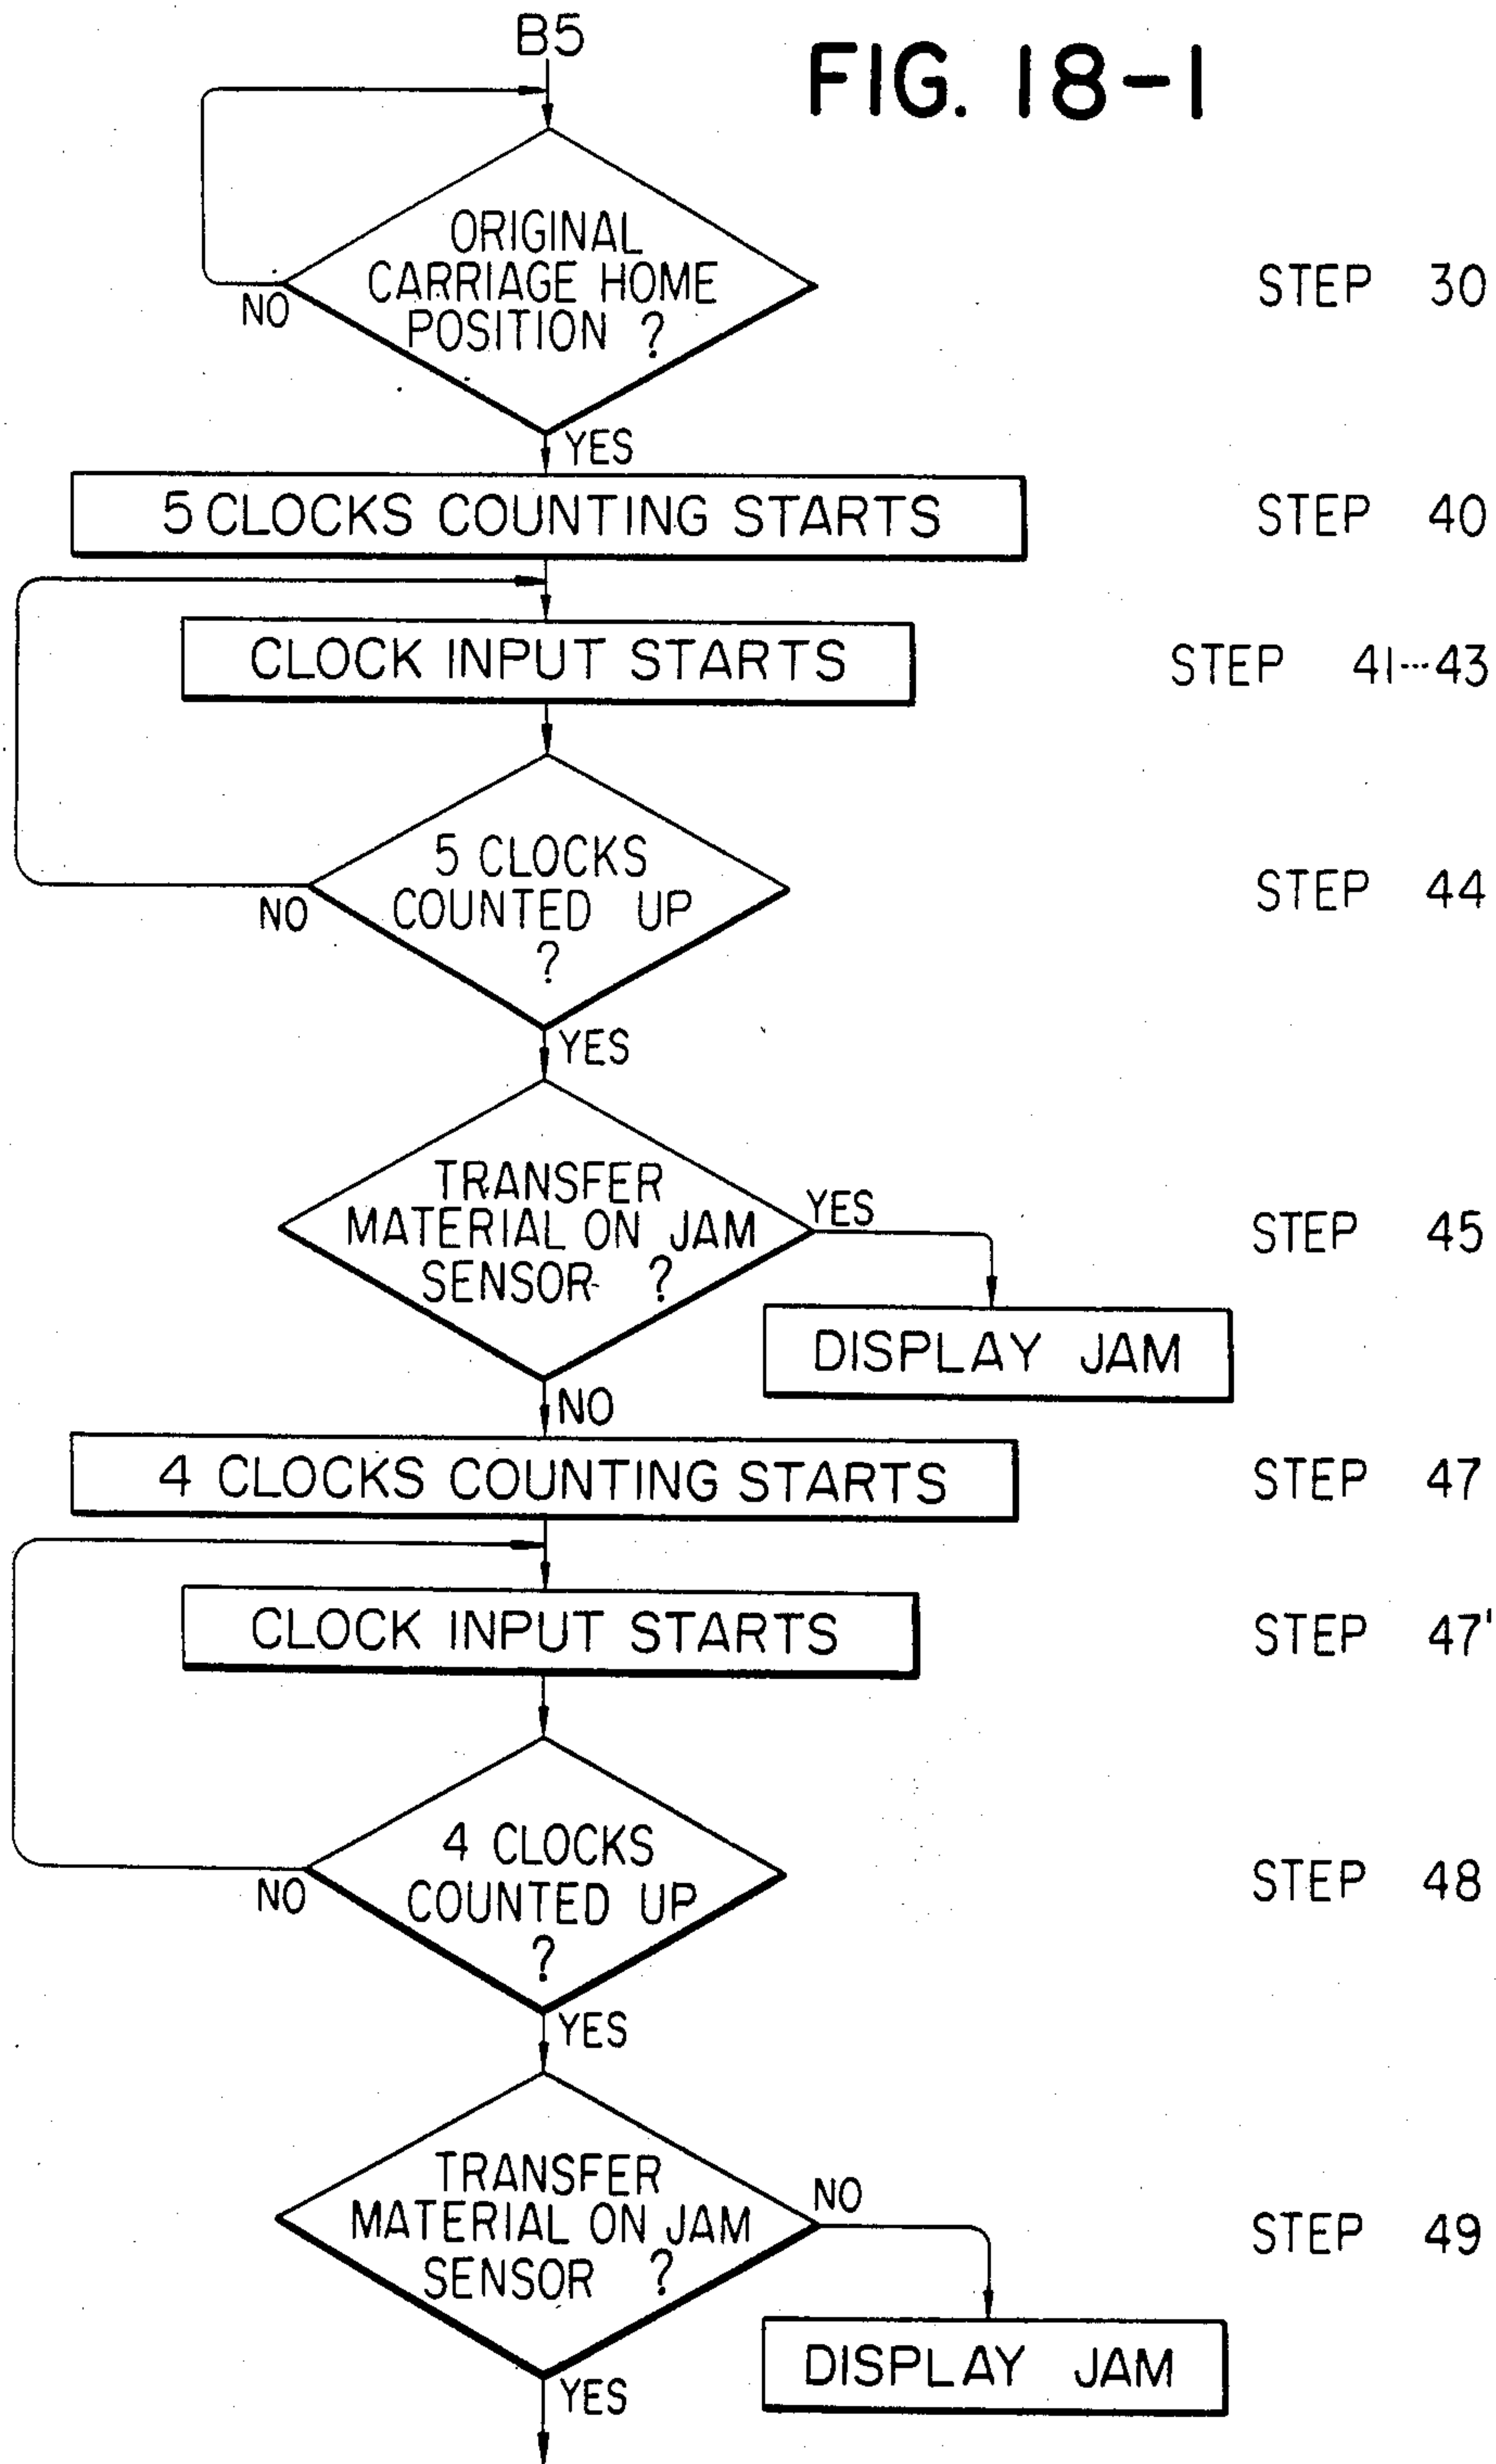 B5
FIG. 18-1
ORIGINAL
CARRIAGE HOME
POSITION ?
NO
STEP 30
YES
5 CLOCKS COUNTING STARTS
STEP 40
CLOCK INPUT STARTS
STEP 41---43
5 CLOCKS
COUNTED UP
?
NO
STEP 44
YES
TRANSFER
MATERIAL ON JAM
SENSOR ?
YES
STEP 45
DISPLAY JAM
NO
4 CLOCKS COUNTING STARTS
STEP 47
CLOCK INPUT STARTS
STEP 47'
4 CLOCKS
COUNTED UP
?
NO
STEP 48
YES
TRANSFER
MATERIAL ON JAM
SENSOR ?
NO
STEP 49
DISPLAY JAM
YES